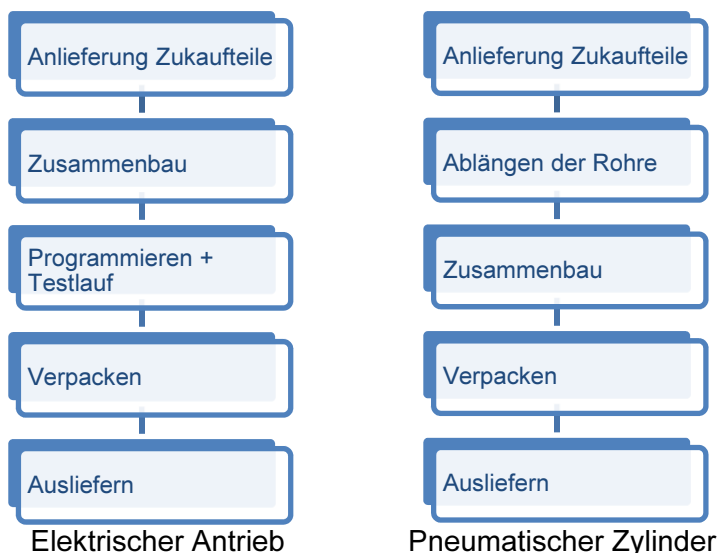 Anlieferung Zukaufteile
Zusammenbau
Programmieren +
Testlauf
Verpacken
Ausliefern
Elektrischer Antrieb
Anlieferung Zukaufteile
Ablängen der Rohre
Zusammenbau
Verpacken
Ausliefern
Pneumatischer Zylinder